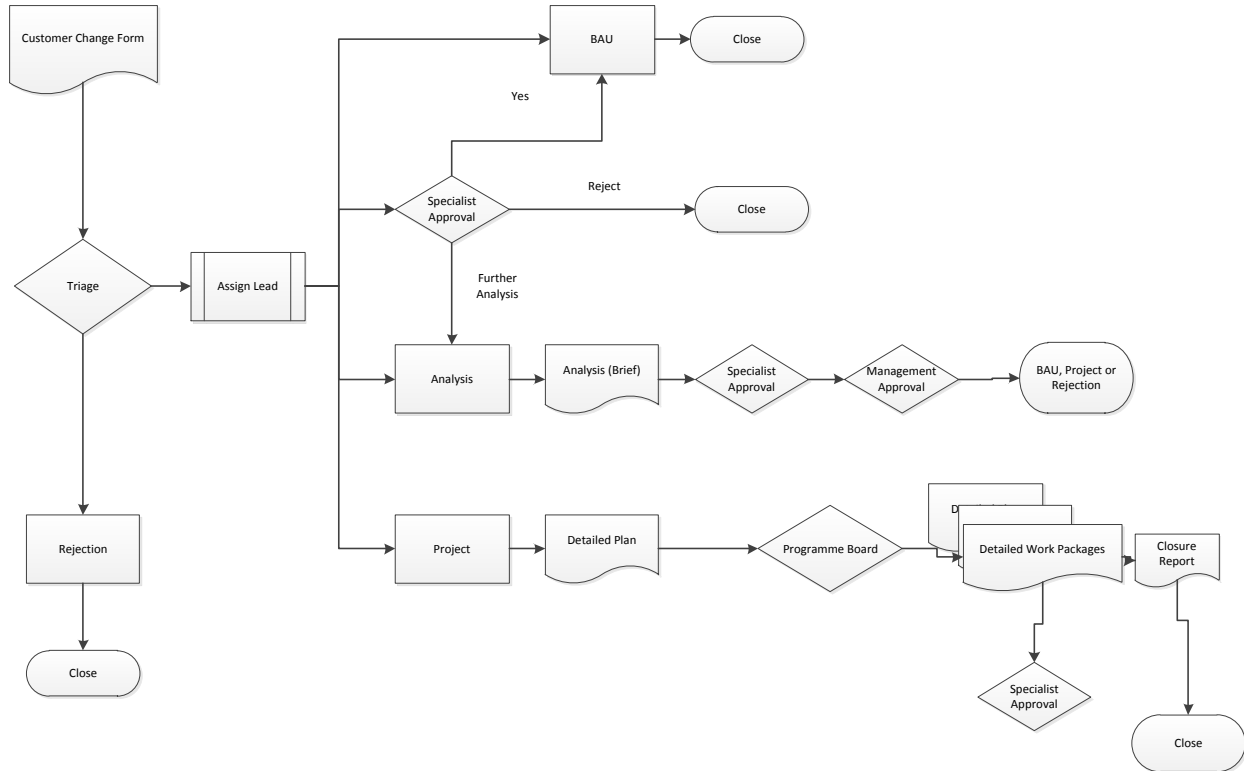 Customer Change Form
BAU
Close
Yes
Specialist
Approval
Reject
Close
Triage
Assign Lead
Further
Analysis
Analysis
Analysis (Brief)
Specialist
Approval
Management
Approval
BAU, Project or
Rejection
Rejection
Project
Detailed Plan
Programme Board
Detailed Work Packages
Closure
Report
Close
Specialist
Approval
Close